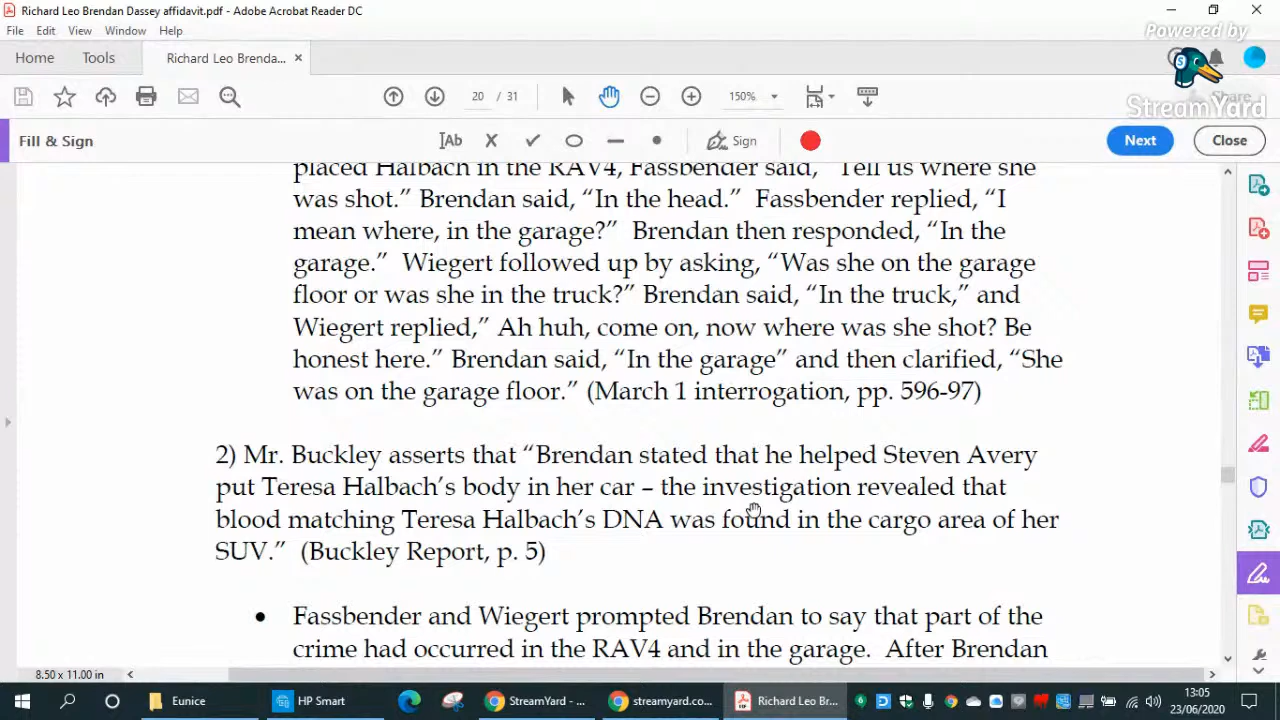 Richard Leo Brendan Dassey affidavit.pdf - Adobe Acrobat Reader DC
Powered by
File Edit View Window Help
Home Tools Richard Leo Brenda... ×
StreamYard
20 / 31 150%
Fill & Sign Sign Next Close
placed Halbach in the RAV4, Fassbender said, “Tell us where she
was shot.” Brendan said, “In the head.” Fassbender replied, “I
mean where, in the garage?” Brendan then responded, “In the
garage.” Wiegert followed up by asking, “Was she on the garage
floor or was she in the truck?” Brendan said, “In the truck,” and
Wiegert replied,” Ah huh, come on, now where was she shot? Be
honest here.” Brendan said, “In the garage” and then clarified, “She
was on the garage floor.” (March 1 interrogation, pp. 596-97)
2) Mr. Buckley asserts that “Brendan stated that he helped Steven Avery
put Teresa Halbach’s body in her car – the investigation revealed that
blood matching Teresa Halbach’s DNA was found in the cargo area of her
SUV.” (Buckley Report, p. 5)
• Fassbender and Wiegert prompted Brendan to say that part of the
crime had occurred in the RAV4 and in the garage. After Brendan
8.50 x 11.00 in
Eunice HP Smart StreamYard - ... streamyard.co... Richard Leo Br... 13:05
23/06/2020